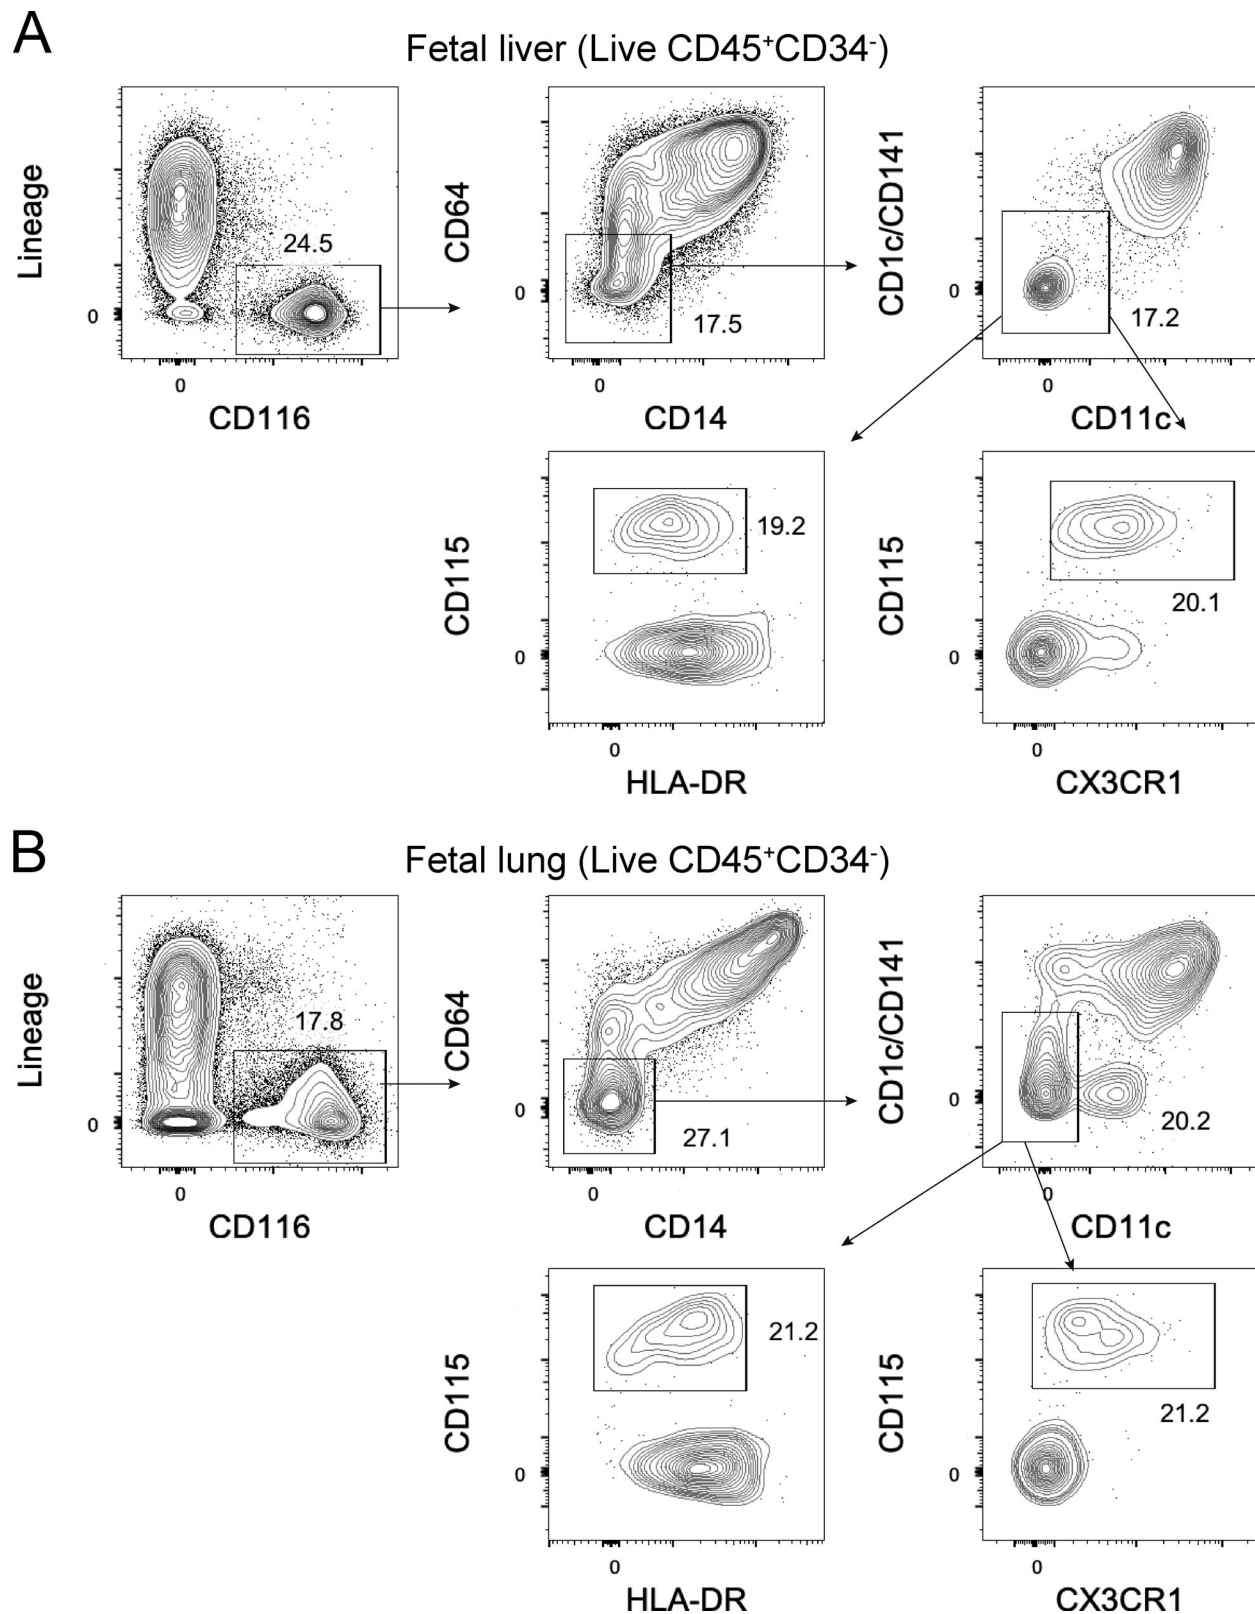 A
Fetal liver (Live CD45⁺CD34⁻)
Lineage
24.5
0
0
CD116
CD64
0
17.5
0
CD14
CD1c/CD141
0
17.2
0
CD11c
CD115
19.2
0
0
HLA-DR
CD115
20.1
0
0
CX3CR1
B
Fetal lung (Live CD45⁺CD34⁻)
Lineage
17.8
0
0
CD116
CD64
0
27.1
0
CD14
CD1c/CD141
0
20.2
0
CD11c
CD115
21.2
0
0
HLA-DR
CD115
21.2
0
0
CX3CR1